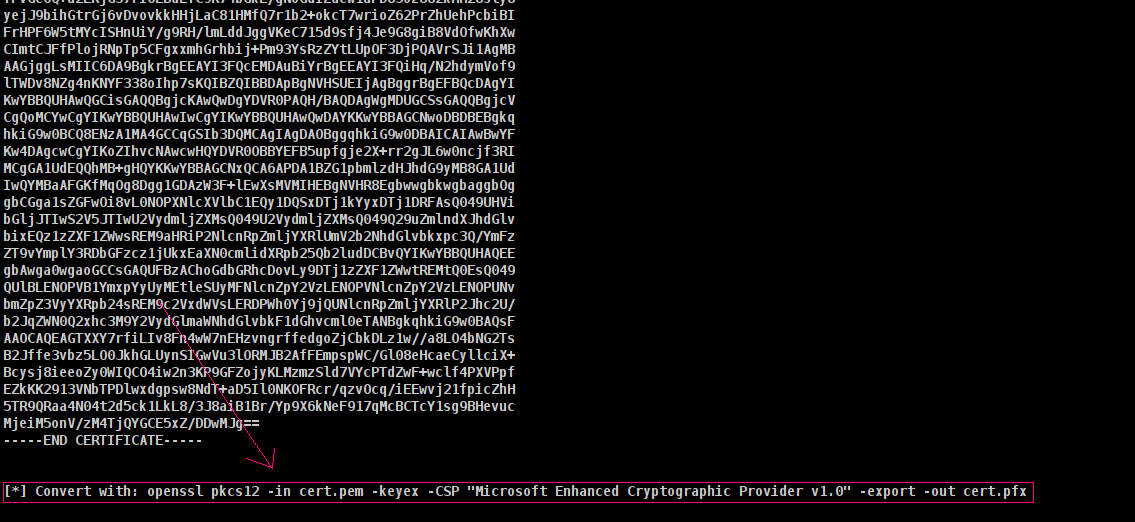 yejJ9bihGtrGj6vDvovkkHHjLaC81HMfQ7r1b2+okcT7wrioZ62PrZhUehPcbiBI
FrHPF6W5tMYcISHnUiY/g9RH/lmLddJggVKeC715d9sfj4Je9G8giB8VdOfwKhXw
CImtCJFfPlojRNpTp5CFgxxmhGrhbij+Pm93YsRzZYtLUpOF3DjPQAVrSJi1AgMB
AAGjggLsMIIC6DA9BgkrBgEEAYI3FQcEMDAuBiYrBgEEAYI3FQiHq/N2hdymVof9
lTWDv8NZg4nKNYF338oIhp7sKQIBZQIBBDApBgNVHSUEIjAgBggrBgEFBQcDAgYI
KwYBBQUHAwQGCisGAQQBgjcKAwQwDgYDVR0PAQH/BAQDAgWgMDUGCSsGAQQBgjcV
CgQoMCYwCgYIKwYBBQUHAwIwCgYIKwYBBQUHAwQwDAYKKwYBBAGCNwoDBDBEBgkq
hkiG9w0BCQ8ENzA1MA4GCCqGSIb3DQMCAgIAgDAOBggqhkiG9w0DBAICAIAwBwYF
Kw4DAgcwCgYIKoZIhvcNAwcwHQYDVR0OBBYEFB5upfgje2X+rr2gJL6w0ncjf3RI
MCgGA1UdEQQhMB+gHQYKKwYBBAGCNxQCA6APDA1BZG1pbmlzdHJhdG9yMB8GA1Ud
IwQYMBaAFGKfMqOg8Dgg1GDAzW3F+lEwXsMVMIHEBgNVHR8EgbwwgbkwgbaggbOg
gbCGga1sZGFwOi8vL0NOPXNlcXVlbC1EQy1DQSxDTj1kYyxDTj1DRFAsQ049UHVi
bGljJTIwS2V5JTIwU2VydmljZXMsQ049U2VydmljZXMsQ049Q29uZmlndXJhdGlv
bixEQz1zZXF1ZWwsREM9aHRiP2NlcnRpZmljYXRlUmV2b2NhdGlvbkxpc3Q/YmFz
ZT9vYmplY3RDbGFzcz1jUkxEaXN0cmlidXRpb25Qb2ludDCBvQYIKwYBBQUHAQEE
gbAwga0wgaoGCCsGAQUFBzAChoGdbGRhcDovLy9DTj1zZXF1ZWwtREMtQ0EsQ049
QUlBLENOPVB1YmxpYyUyMEtleSUyMFNlcnZpY2VzLENOPVNlcnZpY2VzLENOPUNv
bmZpZ3VyYXRpb24sREM9c2VxdWVsLERDPWh0Yj9jQUNlcnRpZmljYXRlP2Jhc2U/
b2JqZWN0Q2xhc3M9Y2VydGlmaWNhdGlvbkF1dGhvcml0eTANBgkqhkiG9w0BAQsF
AAOCAQEAGTXXY7rfiLIv8Fn4wW7nEHzvngrffedgoZjCbkDLz1w//a8LO4bNG2Ts
B2Jffe3vbz5LO0JkhGLUynS1GwVu3lORMJB2AfFEmpspWC/Gl08eHcaeCyllciX+
Bcysj8ieeoZy0WIQCO4iw2n3KP9GFZojyKLMzmzSld7VYcPTdZwF+wclf4PXVPpf
EZkKK2913VNbTPDlwxdgpsw8NdT+aD5Il0NKOFRcr/qzvOcq/iEEwvj21fpicZhH
5TR9QRaa4N04t2d5ck1LkL8/3J8aiB1Br/Yp9X6kNeF917qMcBCTcY1sg9BHevuc
MjeiM5onV/zM4TjQYGCE5xZ/DDwMJg==
-----END CERTIFICATE-----
[*] Convert with: openssl pkcs12 -in cert.pem -keyex -CSP "Microsoft Enhanced Cryptographic Provider v1.0" -export -out cert.pfx